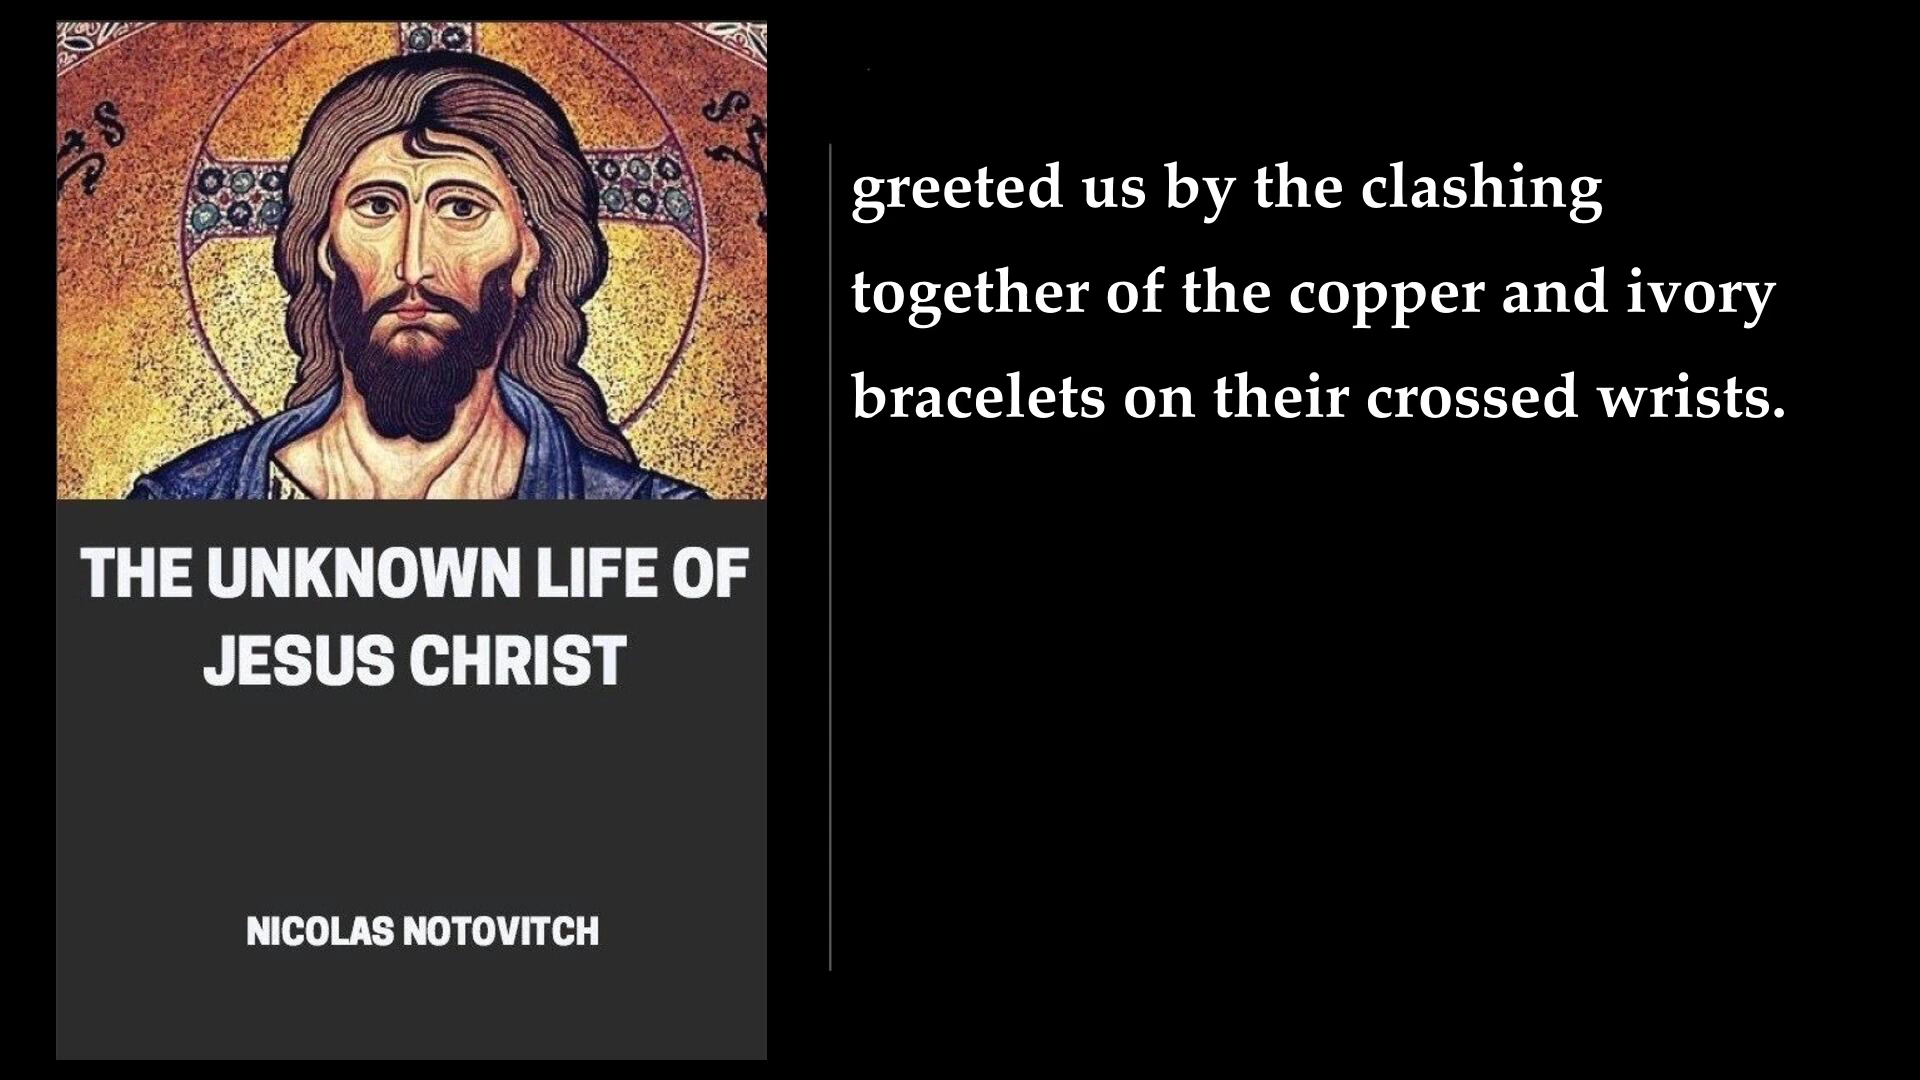 THE UNKNOWN LIFE OF
JESUS CHRIST
NICOLAS NOTOVITCH
greeted us by the clashing
together of the copper and ivory
bracelets on their crossed wrists.